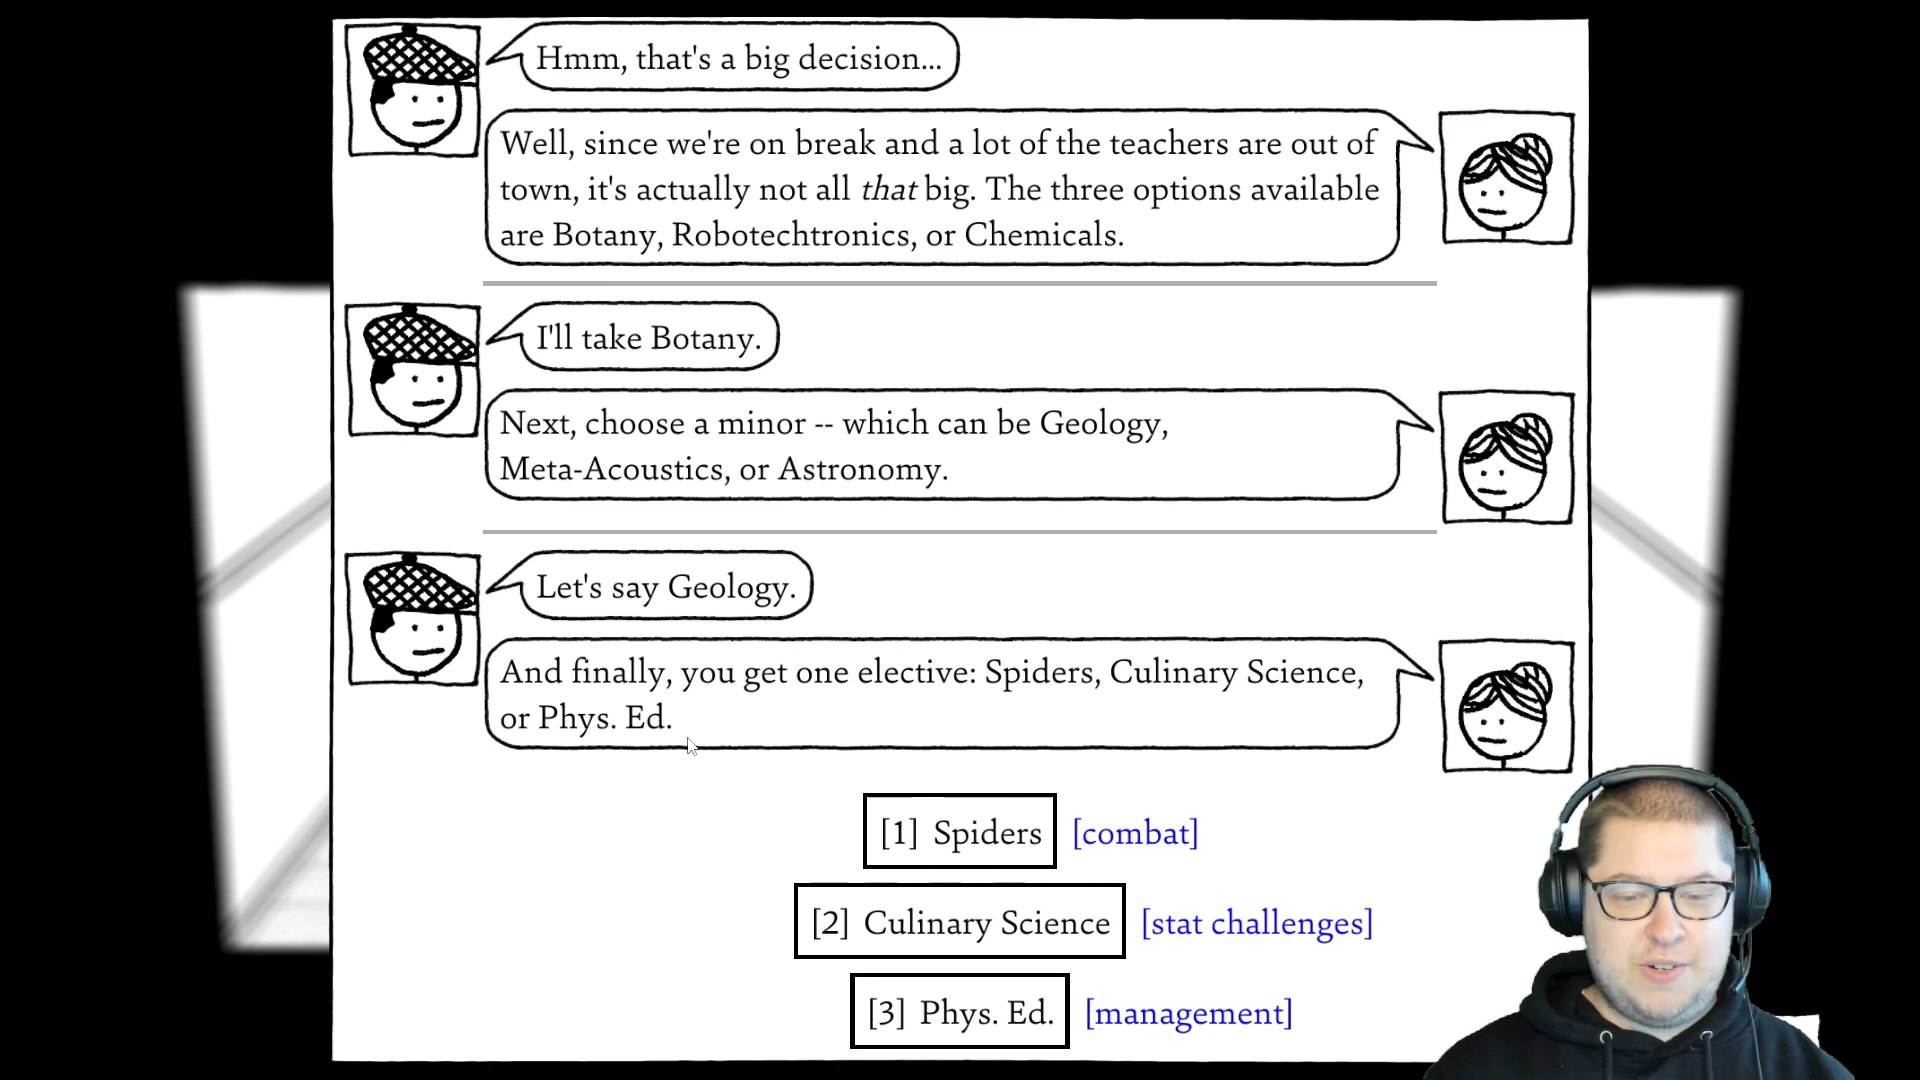 Hmm, that's a big decision...
Well, since we're on break and a lot of the teachers are out of
town, it's actually not all that big. The three options available
are Botany, Robotechtronics, or Chemicals.
I'll take Botany.
Next, choose a minor -- which can be Geology,
Meta-Acoustics, or Astronomy.
Let's say Geology.
And finally, you get one elective: Spiders, Culinary Science,
or Phys. Ed.
[1] Spiders [combat]
[2] Culinary Science [stat challenges]
[3] Phys. Ed. [management]